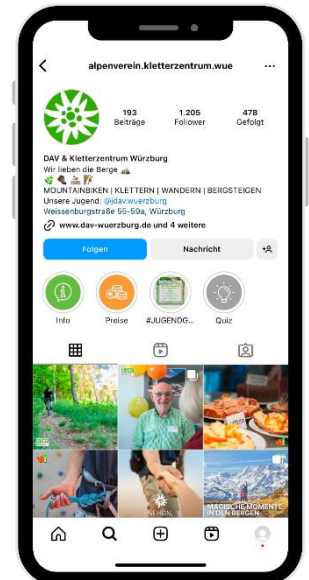 alpenverein.kletterzentrum.wue ...
193 1.205 478
Beiträge Follower Gefolgt
DAV & Kletterzentrum Würzburg
Wir lieben die Berge
MOUNTAINBIKEN | KLETTERN | WANDERN | BERGSTEIGEN
Unsere Jugend: @jdav.wuerzburg
Weissenburgstraße 55-59a, Würzburg
www.dav-wuerzburg.de und 4 weitere
Folgen Nachricht
Info Preise #JUGENDG... Quiz
SCHÖN,
MAGISCHE MOMENTE
IN DEN BERGEN